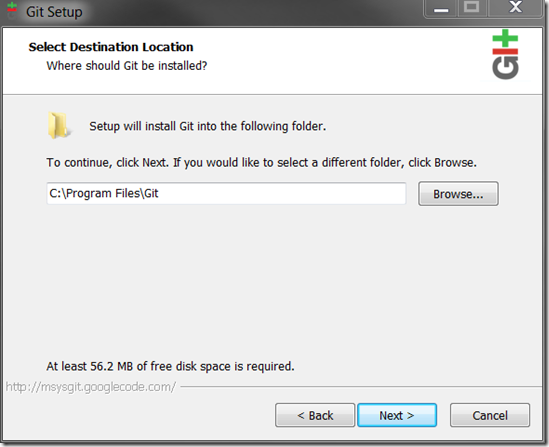 Git Setup
Select Destination Location
Where should Git be installed?
Git
Setup will install Git into the following folder.
To continue, click Next. If you would like to select a different folder, click Browse.
C:\Program Files\Git
Browse...
At least 56.2 MB of free disk space is required.
http://msysgit.googlecode.com/
< Back
Next >
Cancel